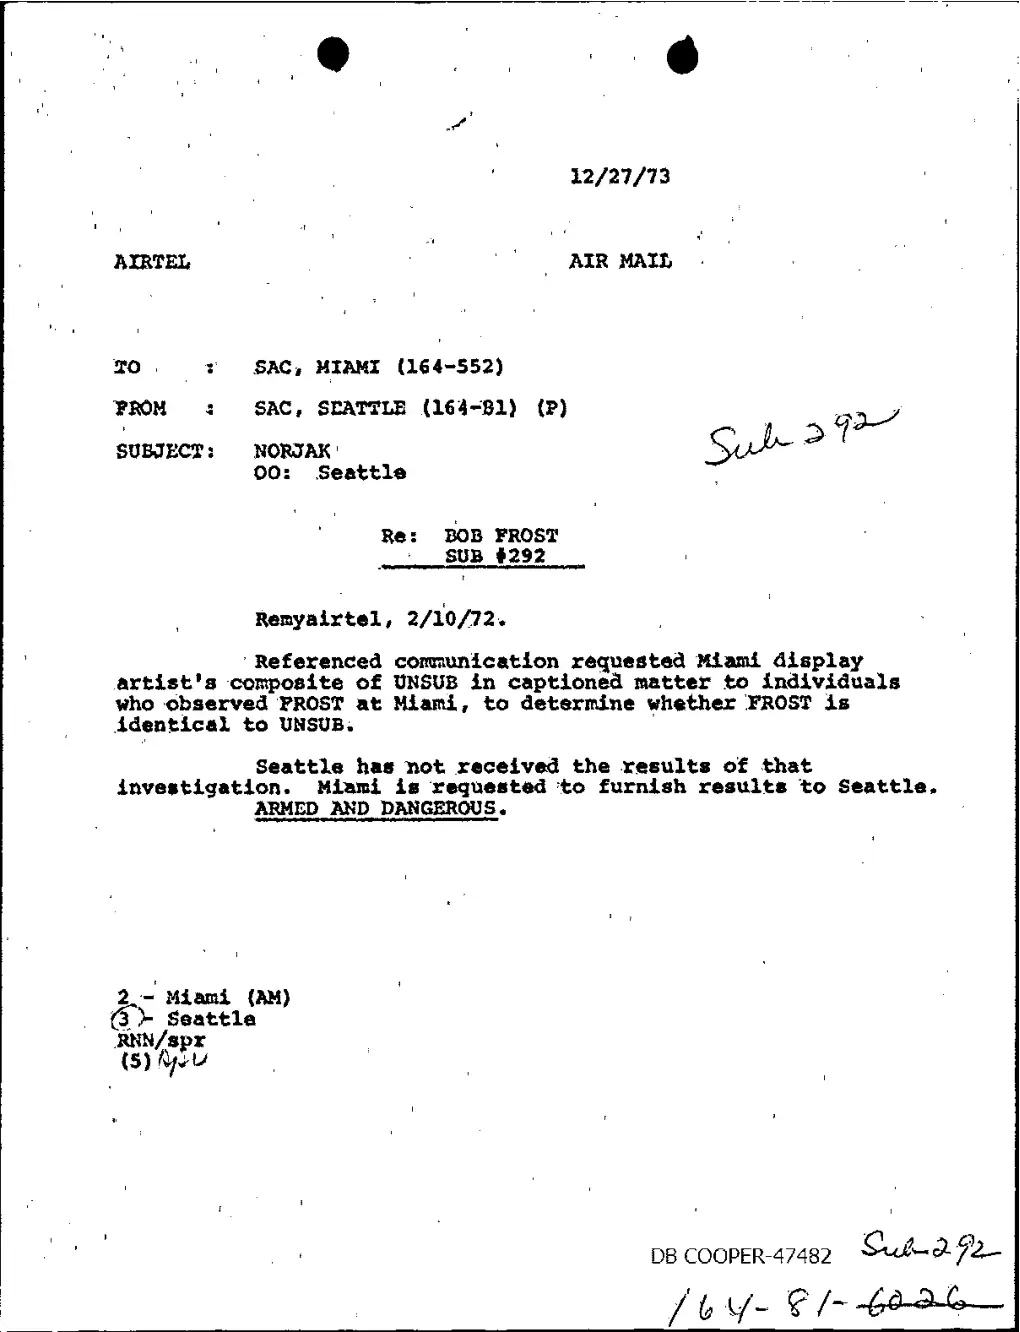 12/27/73
AIRTEL AIR MAIL
TO : SAC, MIAMI (164-552)
FROM : SAC, SEATTLE (164-81) (P)
SUBJECT: NORJAK
OO: Seattle
Sub 292
Re: BOB FROST
SUB #292
Remyairtel, 2/10/72.
Referenced communication requested Miami display
artist's composite of UNSUB in captioned matter to individuals
who observed FROST at Miami, to determine whether FROST is
identical to UNSUB.
Seattle has not received the results of that
investigation. Miami is requested to furnish results to Seattle.
ARMED AND DANGEROUS.
2 - Miami (AM)
3 - Seattle
RNN/spr
(5)
DB COOPER-47482
Sub 292
164-81-6026